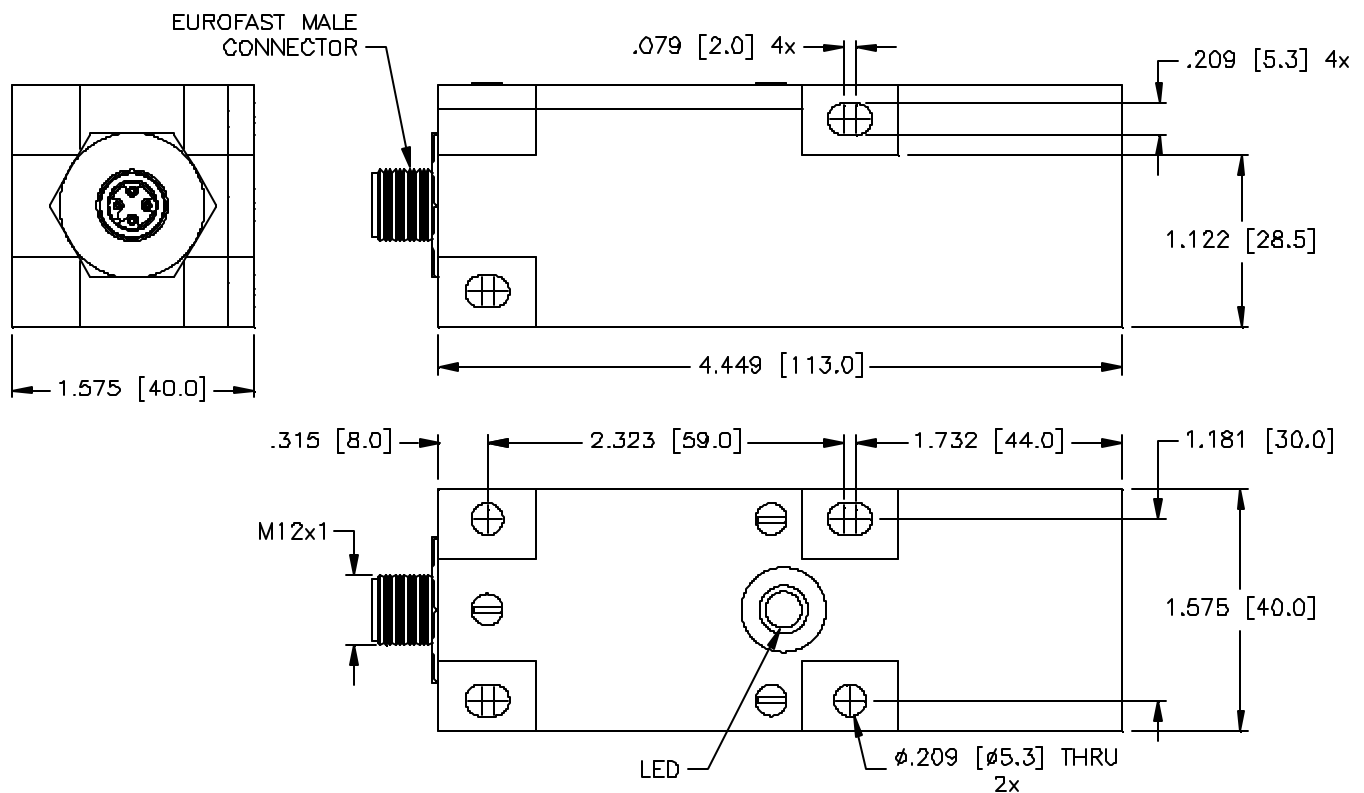 EUROFAST MALE
CONNECTOR
.079 [2.0] 4x
.209 [5.3] 4x
1.122 [28.5]
4.449 [113.0]
1.575 [40.0]
.315 [8.0]
2.323 [59.0]
1.732 [44.0]
1.181 [30.0]
M12x1
1.575 [40.0]
LED
ø.209 [ø5.3] THRU
2x